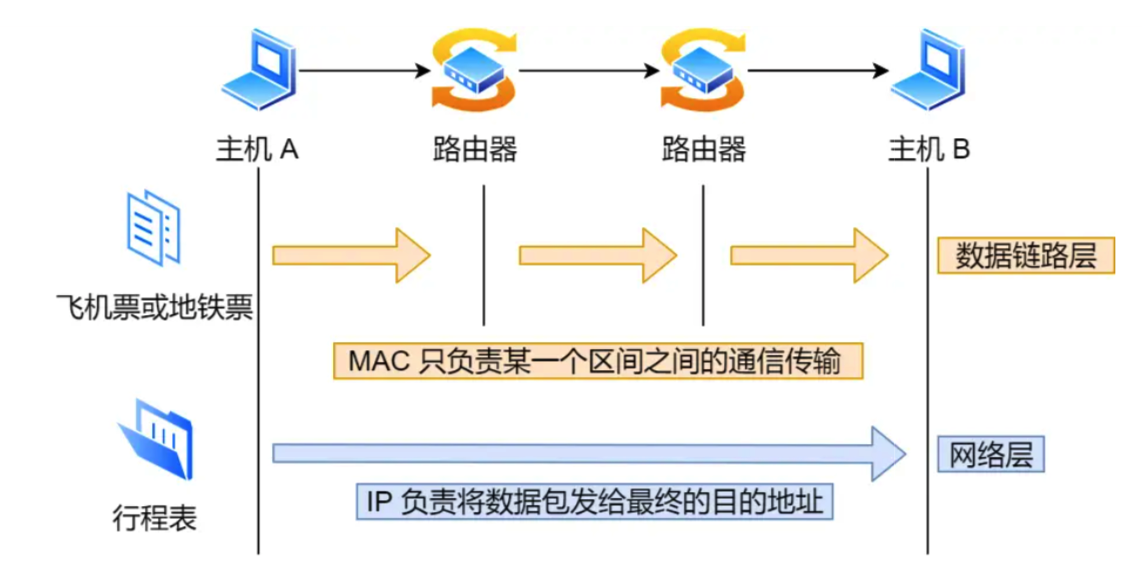 主机 A
路由器
路由器
主机 B
数据链路层
飞机票或地铁票
MAC 只负责某一个区间之间的通信传输
网络层
IP 负责将数据包发给最终的目的地址
行程表